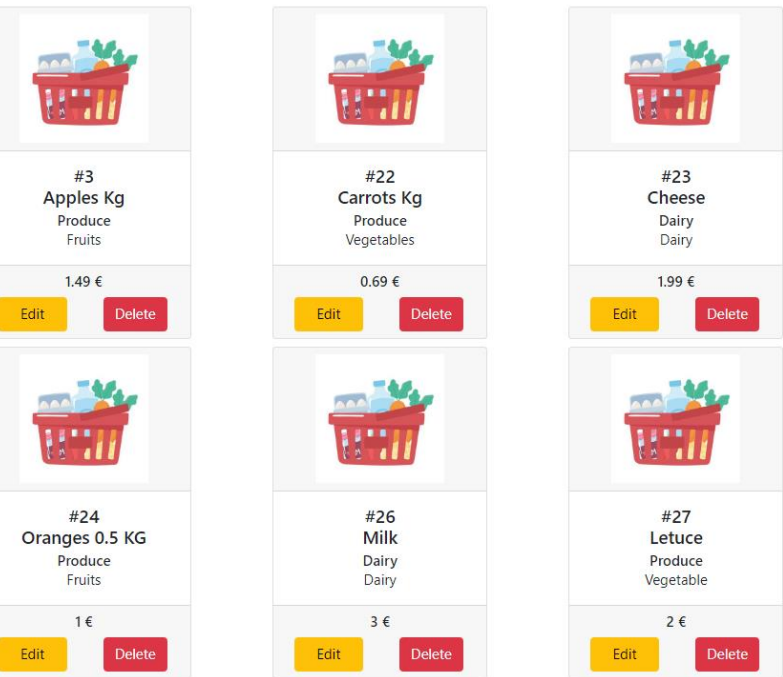 #3
Apples Kg
Produce
Fruits
1.49 €
Edit Delete
#22
Carrots Kg
Produce
Vegetables
0.69 €
Edit Delete
#23
Cheese
Dairy
Dairy
1.99 €
Edit Delete
#24
Oranges 0.5 KG
Produce
Fruits
1 €
Edit Delete
#26
Milk
Dairy
Dairy
3 €
Edit Delete
#27
Letuce
Produce
Vegetable
2 €
Edit Delete